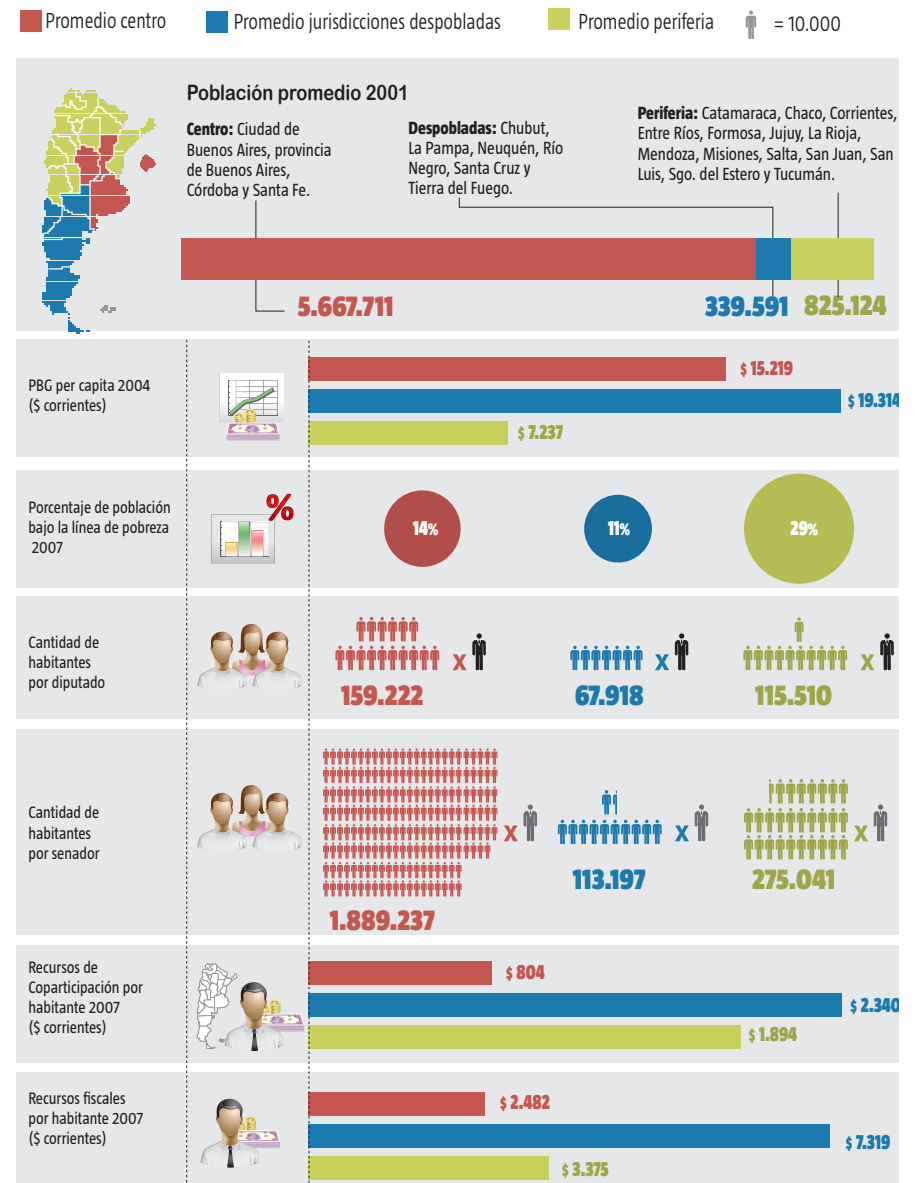 Promedio centro
Promedio jurisdicciones despobladas
Promedio periferia
= 10.000
Población promedio 2001
Centro: Ciudad de
Buenos Aires, provincia
de Buenos Aires,
Córdoba y Santa Fe.
Despobladas: Chubut,
La Pampa, Neuquén, Río
Negro, Santa Cruz y
Tierra del Fuego.
Periferia: Catamaraca, Chaco, Corrientes,
Entre Ríos, Formosa, Jujuy, La Rioja,
Mendoza, Misiones, Salta, San Juan, San
Luis, Sgo. del Estero y Tucumán.
5.667.711
339.591
825.124
PBG per capita 2004
($ corrientes)
$ 15.219
$ 19.314
$ 7.237
Porcentaje de población
bajo la línea de pobreza
2007
%
14%
11%
29%
Cantidad de
habitantes
por diputado
x
159.222
x
67.918
x
115.510
Cantidad de
habitantes
por senador
x
1.889.237
x
113.197
x
275.041
Recursos de
Coparticipación por
habitante 2007
($ corrientes)
$ 804
$ 2.340
$ 1.894
Recursos fiscales
por habitante 2007
($ corrientes)
$ 2.482
$ 7.319
$ 3.375